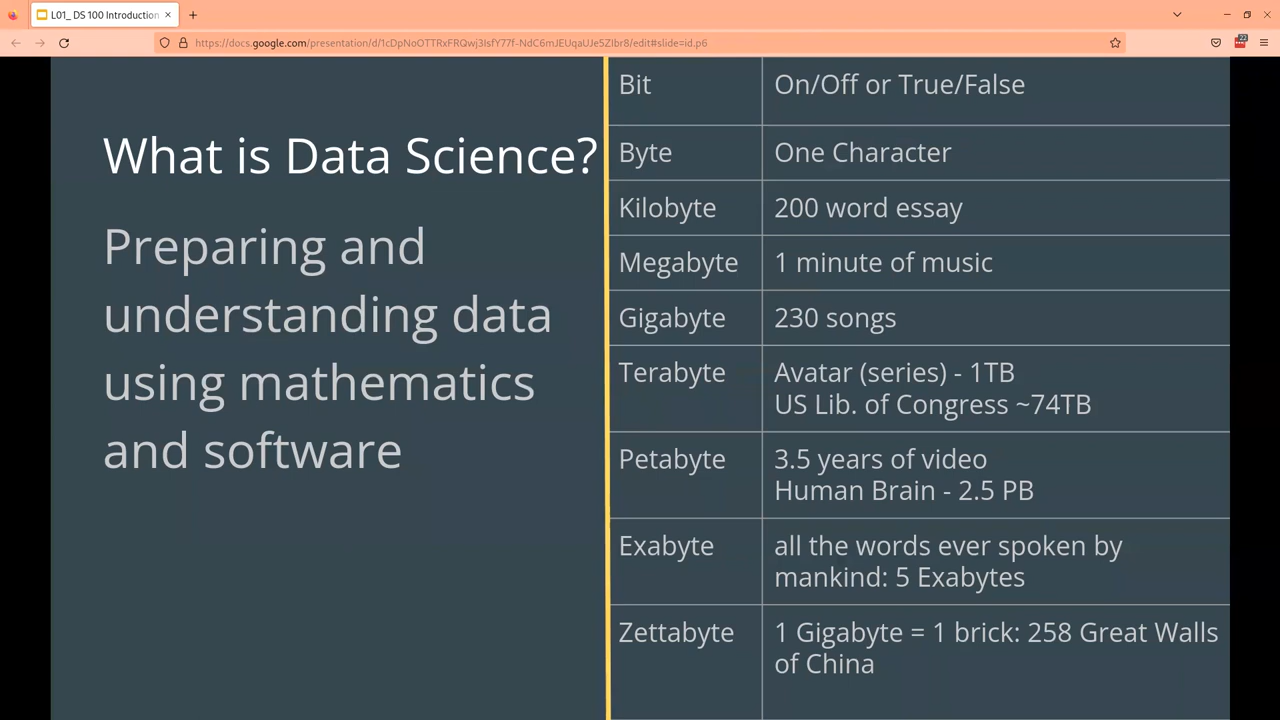 L01_ DS 100 Introduction
https://docs.google.com/presentation/d/1cDpNoOTTRxFRQwj3IsfY77f-NdC6mJEUqaUJe5ZIbr8/edit#slide=id.p6
22
What is Data Science?
Preparing and
understanding data
using mathematics
and software
Bit On/Off or True/False
Byte One Character
Kilobyte 200 word essay
Megabyte 1 minute of music
Gigabyte 230 songs
Terabyte Avatar (series) - 1TB
US Lib. of Congress ~74TB
Petabyte 3.5 years of video
Human Brain - 2.5 PB
Exabyte all the words ever spoken by
mankind: 5 Exabytes
Zettabyte 1 Gigabyte = 1 brick: 258 Great Walls
of China